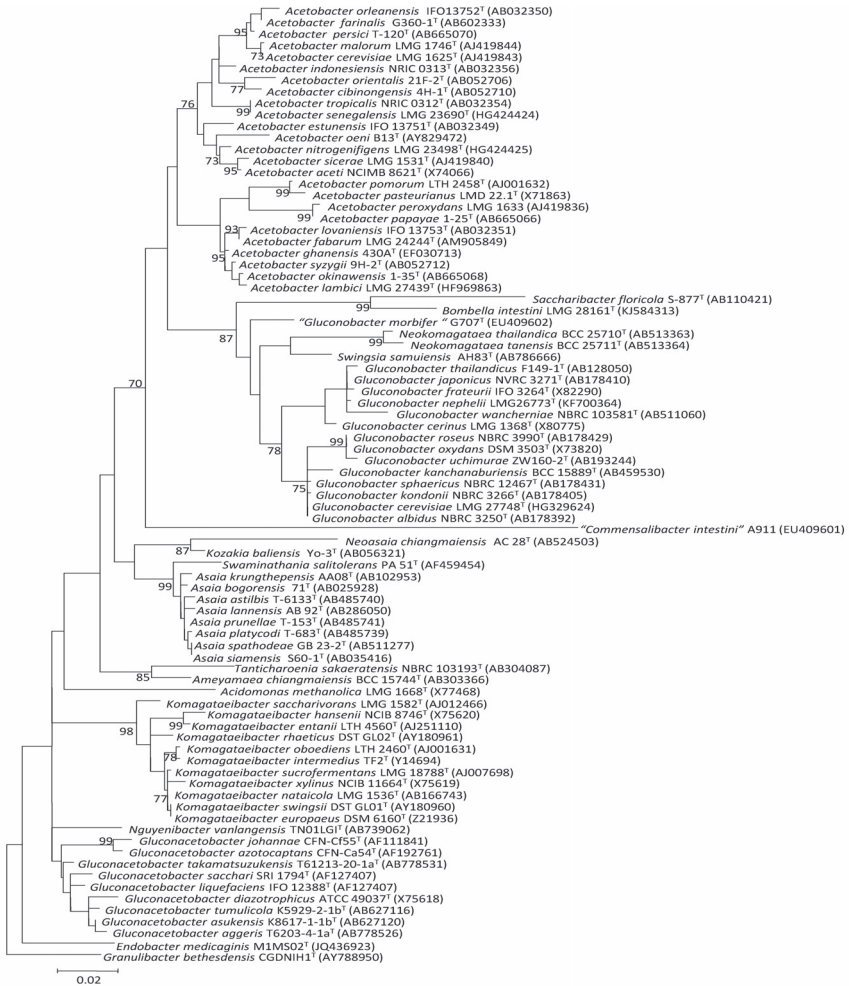 Acetobacter orleanensis IFO13752ᵀ (AB032350)
Acetobacter farinalis G360-1ᵀ (AB602333)
95
Acetobacter persici T-120ᵀ (AB665070)
Acetobacter malorum LMG 1746ᵀ (AJ419844)
73
Acetobacter cerevisiae LMG 1625ᵀ (AJ419843)
Acetobacter indonesiensis NRIC 0313ᵀ (AB032356)
Acetobacter orientalis 21F-2ᵀ (AB052706)
77
Acetobacter cibinongensis 4H-1ᵀ (AB052710)
76
Acetobacter tropicalis NRIC 0312ᵀ (AB032354)
99
Acetobacter senegalensis LMG 23690ᵀ (HG424424)
Acetobacter estunensis IFO 13751ᵀ (AB032349)
Acetobacter oeni B13ᵀ (AY829472)
Acetobacter nitrogenifigens LMG 23498ᵀ (HG424425)
73
Acetobacter sicerae LMG 1531ᵀ (AJ419840)
95
Acetobacter aceti NCIMB 8621ᵀ (X74066)
Acetobacter pomorum LTH 2458ᵀ (AJ001632)
99
Acetobacter pasteurianus LMD 22.1ᵀ (X71863)
Acetobacter peroxydans LMG 1633 (AJ419836)
99
Acetobacter papayae 1-25ᵀ (AB665066)
93
Acetobacter lovaniensis IFO 13753ᵀ (AB032351)
Acetobacter fabarum LMG 24244ᵀ (AM905849)
95
Acetobacter ghanensis 430Aᵀ (EF030713)
Acetobacter syzygii 9H-2ᵀ (AB052712)
Acetobacter okinawensis 1-35ᵀ (AB665068)
Acetobacter lambici LMG 27439ᵀ (HF969863)
Saccharibacter floricola S-877ᵀ (AB110421)
99
Bombella intestini LMG 28161ᵀ (KJ584313)
“Gluconobacter morbifer “ G707ᵀ (EU409602)
87
Neokomagataea thailandica BCC 25710ᵀ (AB513363)
99
Neokomagataea tanensis BCC 25711ᵀ (AB513364)
Swingsia samuiensis AH83ᵀ (AB786666)
Gluconobacter thailandicus F149-1ᵀ (AB128050)
Gluconobacter japonicus NVRC 3271ᵀ (AB178410)
70
Gluconobacter frateurii IFO 3264ᵀ (X82290)
Gluconobacter nephelii LMG26773ᵀ (KF700364)
Gluconobacter wancherniae NBRC 103581ᵀ (AB511060)
Gluconobacter cerinus LMG 1368ᵀ (X80775)
Gluconobacter roseus NBRC 3990ᵀ (AB178429)
99
78
Gluconobacter oxydans DSM 3503ᵀ (X73820)
Gluconobacter uchimurae ZW160-2ᵀ (AB193244)
Gluconobacter kanchanaburiensis BCC 15889ᵀ (AB459530)
75
Gluconobacter sphaericus NBRC 12467ᵀ (AB178431)
Gluconobacter kondonii NBRC 3266ᵀ (AB178405)
Gluconobacter cerevisiae LMG 27748ᵀ (HG329624)
Gluconobacter albidus NBRC 3250ᵀ (AB178392)
“Commensalibacter intestini” A911 (EU409601)
Neoasaia chiangmaiensis AC 28ᵀ (AB524503)
87
Kozakia baliensis Yo-3ᵀ (AB056321)
Swaminathania salitolerans PA 51ᵀ (AF459454)
Asaia krungthepensis AA08ᵀ (AB102953)
99
Asaia bogorensis 71ᵀ (AB025928)
Asaia astilbis T-6133ᵀ (AB485740)
Asaia lannensis AB 92ᵀ (AB286050)
Asaia prunellae T-153ᵀ (AB485741)
Asaia platycodi T-683ᵀ (AB485739)
Asaia spathodeae GB 23-2ᵀ (AB511277)
Asaia siamensis S60-1ᵀ (AB035416)
Tanticharoenia sakaeratensis NBRC 103193ᵀ (AB304087)
85
Ameyamaea chiangmaiensis BCC 15744ᵀ (AB303366)
Acidomonas methanolica LMG 1668ᵀ (X77468)
Komagataeibacter saccharivorans LMG 1582ᵀ (AJ012466)
Komagataeibacter hansenii NCIB 8746ᵀ (X75620)
99
98
Komagataeibacter entanii LTH 4560ᵀ (AJ251110)
Komagataeibacter rhaeticus DST GL02ᵀ (AY180961)
Komagataeibacter oboediens LTH 2460ᵀ (AJ001631)
78
Komagataeibacter intermedius TF2ᵀ (Y14694)
Komagataeibacter sucrofermentans LMG 18788ᵀ (AJ007698)
Komagataeibacter xylinus NCIB 11664ᵀ (X75619)
77
Komagataeibacter nataicola LMG 1536ᵀ (AB166743)
Komagataeibacter swingsii DST GL01ᵀ (AY180960)
Komagataeibacter europaeus DSM 6160ᵀ (Z21936)
Nguyenibacter vanlangensis TN01LGIᵀ (AB739062)
99
Gluconacetobacter johannae CFN-Cf55ᵀ (AF111841)
Gluconacetobacter azotocaptans CFN-Ca54ᵀ (AF192761)
Gluconacetobacter takamatsuzukensis T61213-20-1aᵀ (AB778531)
Gluconacetobacter sacchari SRI 1794ᵀ (AF127407)
Gluconacetobacter liquefaciens IFO 12388ᵀ (AF127407)
Gluconacetobacter diazotrophicus ATCC 49037ᵀ (X75618)
Gluconacetobacter tumulicola K5929-2-1bᵀ (AB627116)
Gluconacetobacter asukensis K8617-1-1bᵀ (AB627120)
Gluconacetobacter aggeris T6203-4-1aᵀ (AB778526)
Endobacter medicaginis M1MS02ᵀ (JQ436923)
Granulibacter bethesdensis CGDNIH1ᵀ (AY788950)
0.02